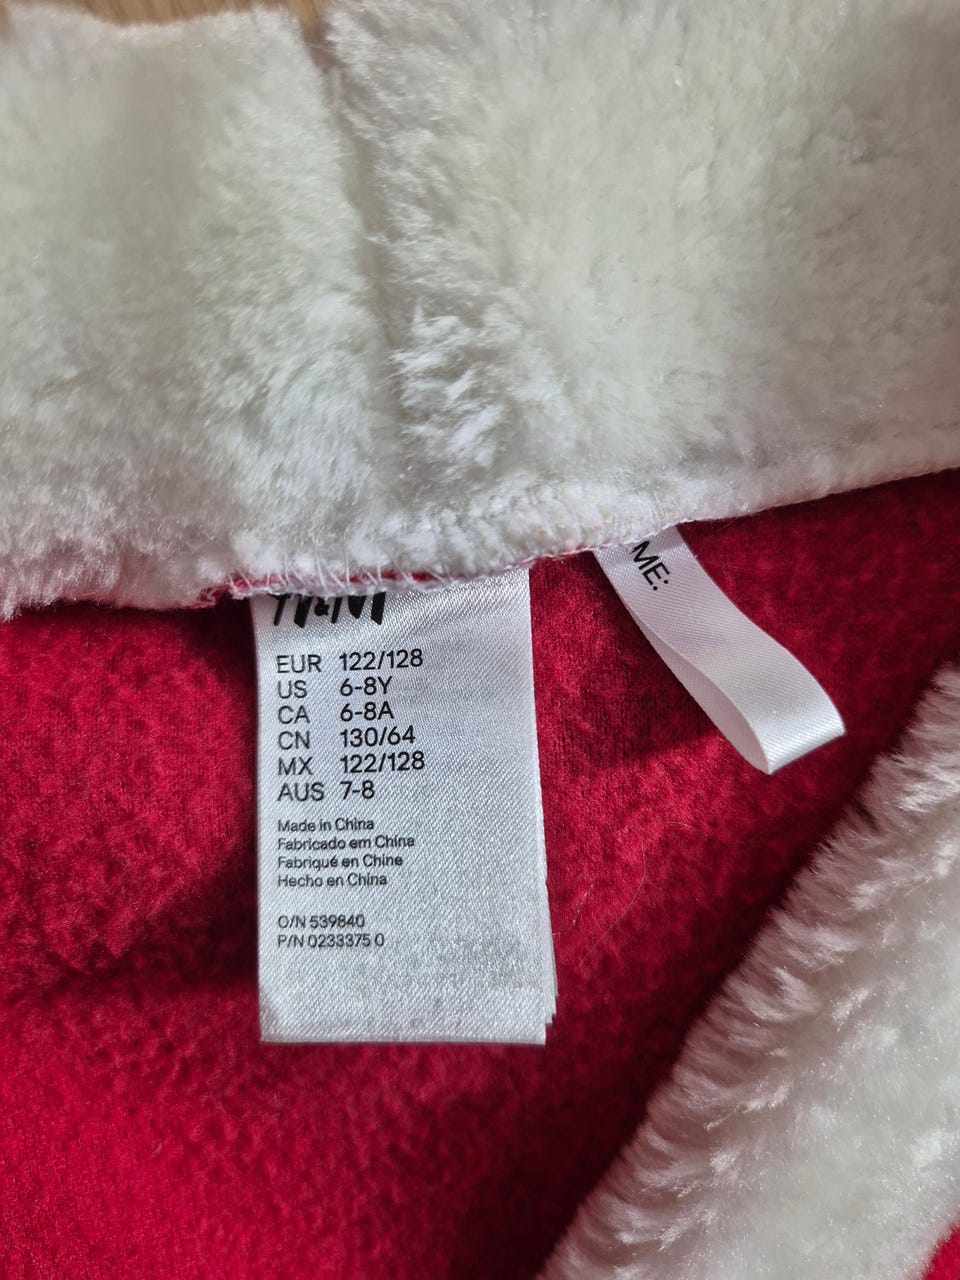 H&M
ME:
EUR 122/128
US 6-8Y
CA 6-8A
CN 130/64
MX 122/128
AUS 7-8
Made in China
Fabricado em China
Fabriqué en Chine
Hecho en China
O/N 539840
P/N 0233375 0